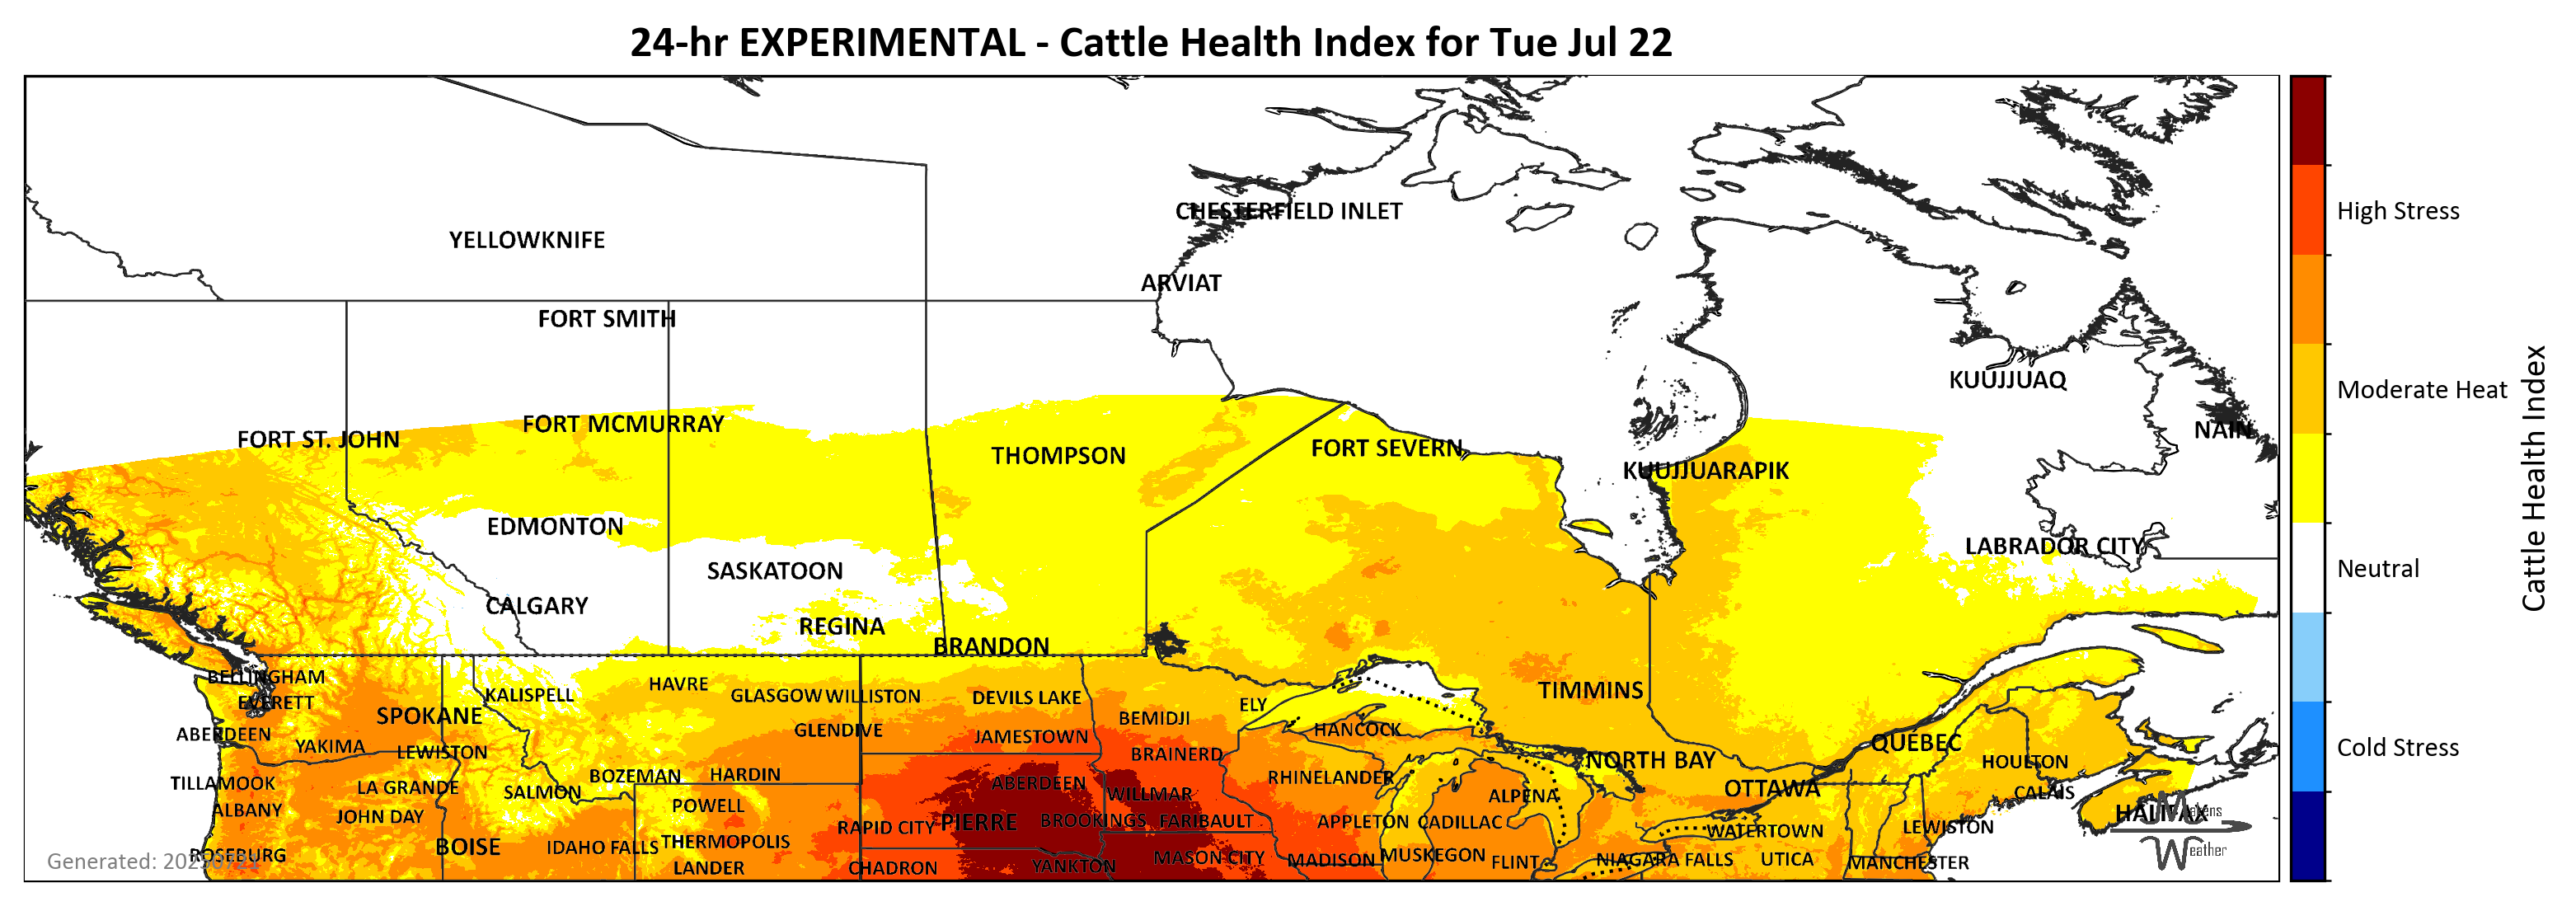 24-hr EXPERIMENTAL - Cattle Health Index for Tue Jul 22
CHESTERFIELD INLET
YELLOWKNIFE
ARVIAT
FORT SMITH
KUUJJUAQ
FORT MCMURRAY
NAIN
FORT ST. JOHN
FORT SEVERN
THOMPSON
KUUJJUARAPIK
EDMONTON
LABRADOR CITY
SASKATOON
CALGARY
REGINA
BRANDON
BELLINGHAM
HAVRE
KALISPELL
GLASGOW
WILLISTON
DEVILS LAKE
TIMMINS
EVERETT
ELY
SPOKANE
BEMIDJI
GLENDIVE
HANCOCK
ABERDEEN
JAMESTOWN
QUEBEC
YAKIMA
LEWISTON
BRAINERD
NORTH BAY
HOULTON
BOZEMAN
HARDIN
RHINELANDER
TILLAMOOK
LA GRANDE
SALMON
ABERDEEN
WILLMAR
ALPENA
OTTAWA
CALAIS
ALBANY
JOHN DAY
POWELL
HALIFAX
RAPID CITY
PIERRE
BROOKINGS
FARIBAULT
APPLETON
CADILLAC
WATERTOWN
LEWISTON
BOISE
IDAHO FALLS
THERMOPOLIS
ROSEBURG
YANKTON
MASON CITY
MADISON
MUSKEGON
FLINT
NIAGARA FALLS
UTICA
MANCHESTER
LANDER
CHADRON
Generated: 20250721
Makens
Weather
High Stress
Moderate Heat
Neutral
Cold Stress
Cattle Health Index